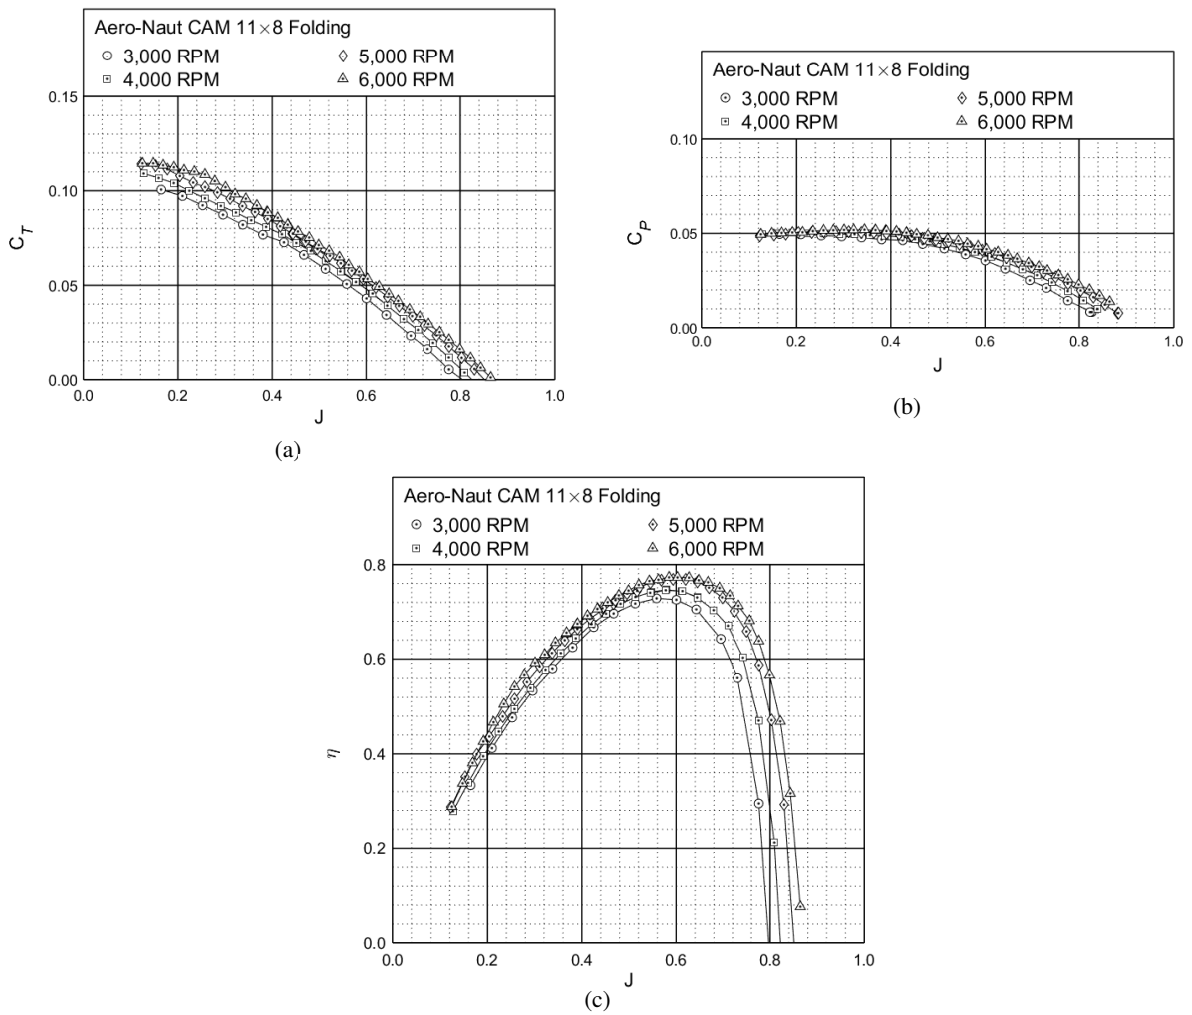 Aero-Naut CAM 11×8 Folding
3,000 RPM 5,000 RPM
4,000 RPM 6,000 RPM
0.15
0.10
0.05
0.00
C_T
0.0 0.2 0.4 0.6 0.8 1.0
J
(a)
Aero-Naut CAM 11×8 Folding
3,000 RPM 5,000 RPM
4,000 RPM 6,000 RPM
0.10
0.05
0.00
C_P
0.0 0.2 0.4 0.6 0.8 1.0
J
(b)
Aero-Naut CAM 11×8 Folding
3,000 RPM 5,000 RPM
4,000 RPM 6,000 RPM
0.8
0.6
0.4
0.2
0.0
η
0.0 0.2 0.4 0.6 0.8 1.0
J
(c)